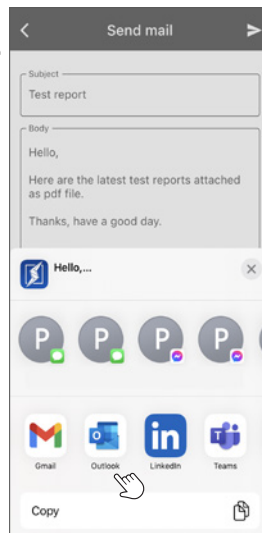 Send mail
Subject
Test report
Body
Hello,
Here are the latest test reports attached
as pdf file.
Thanks, have a good day.
Hello,...
P
P
P
P
in
Gmail
Outlook
LinkedIn
Teams
Copy